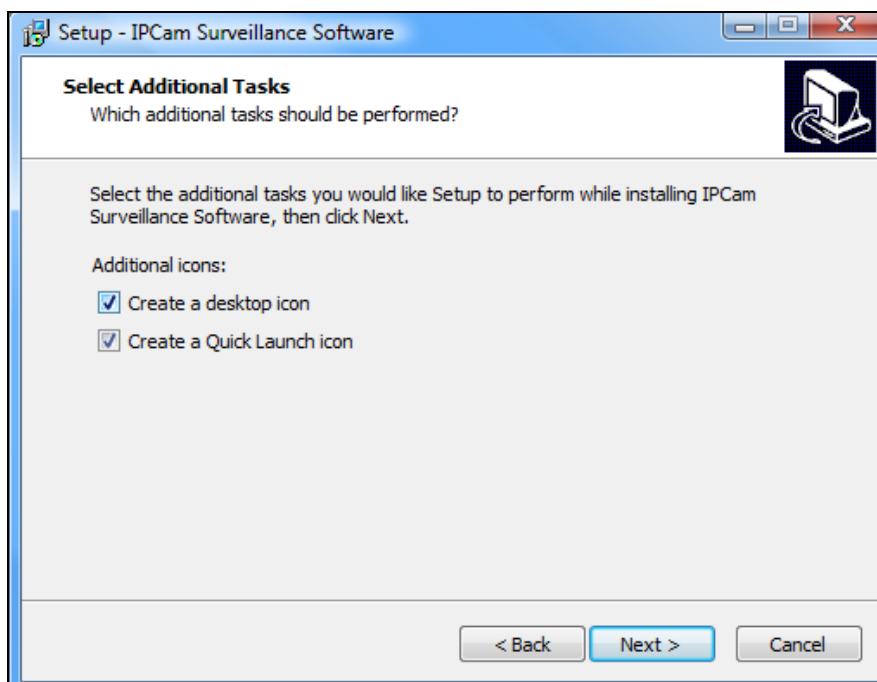 Setup - IPCam Surveillance Software
Select Additional Tasks
Which additional tasks should be performed?
Select the additional tasks you would like Setup to perform while installing IPCam
Surveillance Software, then click Next.
Additional icons:
Create a desktop icon
Create a Quick Launch icon
< Back Next > Cancel